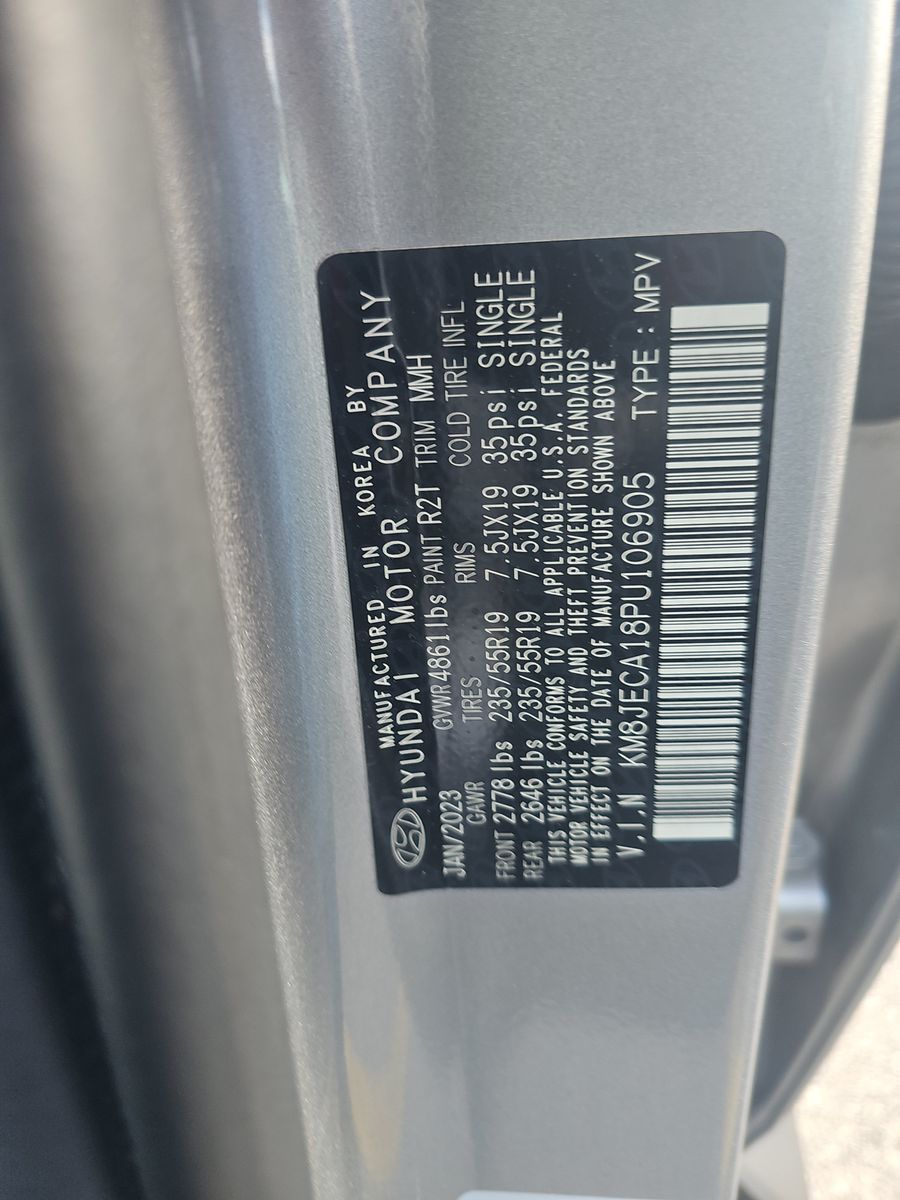 MANUFACTURED IN KOREA BY
HYUNDAI MOTOR COMPANY
JAN/2023 GVWR 4861lbs PAINT R2T TRIM MMH
GAWR TIRES RIMS COLD TIRE INFL
FRONT 2778 lbs 235/55R19 7.5JX19 35psi SINGLE
REAR 2646 lbs 235/55R19 7.5JX19 35psi SINGLE
THIS VEHICLE CONFORMS TO ALL APPLICABLE U.S.A. FEDERAL
MOTOR VEHICLE SAFETY AND THEFT PREVENTION STANDARDS
IN EFFECT ON THE DATE OF MANUFACTURE SHOWN ABOVE
V.I.N KM8JECA18PU106905 TYPE : MPV